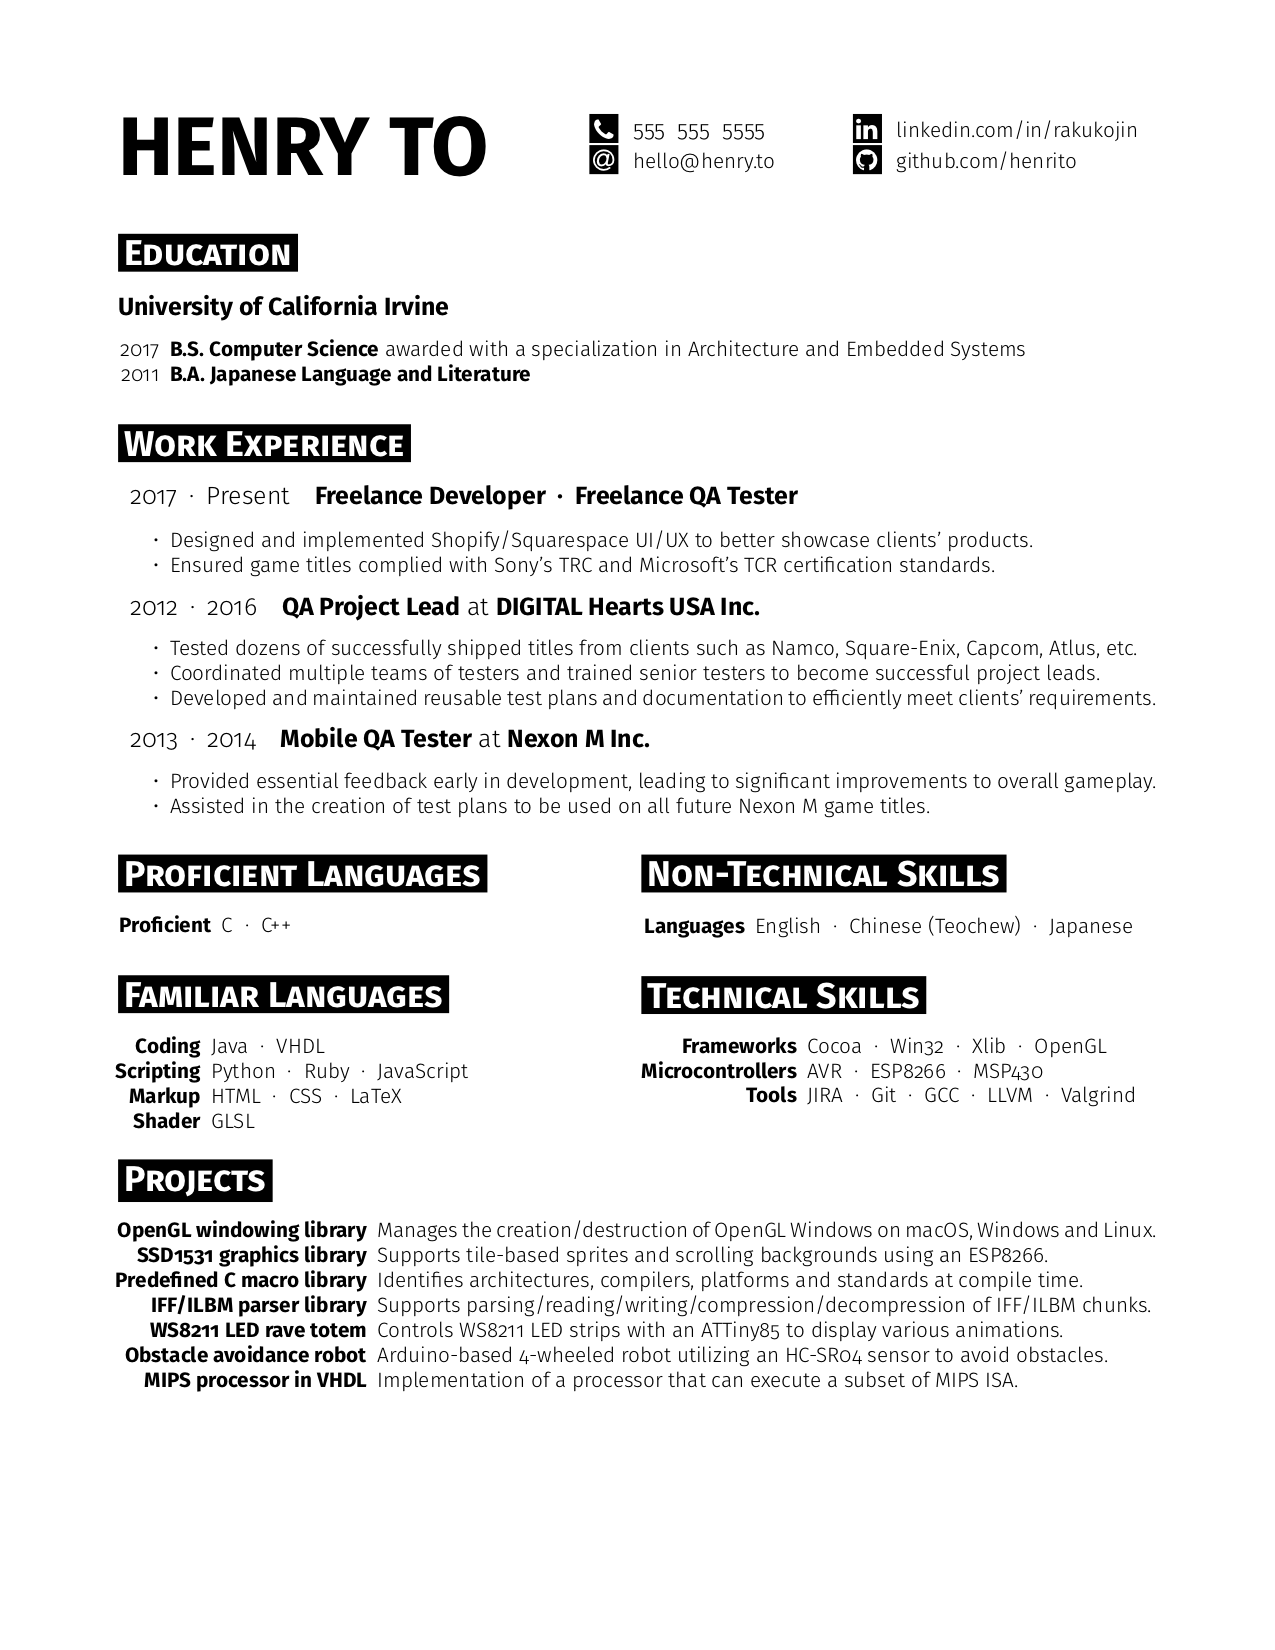 HENRY TO
555 555 5555
hello@henry.to
linkedin.com/in/rakukojin
github.com/henrito
Education
University of California Irvine
2017 B.S. Computer Science awarded with a specialization in Architecture and Embedded Systems
2011 B.A. Japanese Language and Literature
Work Experience
2017 · Present Freelance Developer · Freelance QA Tester
· Designed and implemented Shopify/Squarespace UI/UX to better showcase clients’ products.
· Ensured game titles complied with Sony’s TRC and Microsoft’s TCR certification standards.
2012 · 2016 QA Project Lead at DIGITAL Hearts USA Inc.
· Tested dozens of successfully shipped titles from clients such as Namco, Square-Enix, Capcom, Atlus, etc.
· Coordinated multiple teams of testers and trained senior testers to become successful project leads.
· Developed and maintained reusable test plans and documentation to efficiently meet clients’ requirements.
2013 · 2014 Mobile QA Tester at Nexon M Inc.
· Provided essential feedback early in development, leading to significant improvements to overall gameplay.
· Assisted in the creation of test plans to be used on all future Nexon M game titles.
Proficient Languages
Proficient C · C++
Familiar Languages
Coding Java · VHDL
Scripting Python · Ruby · JavaScript
Markup HTML · CSS · LaTeX
Shader GLSL
Non-Technical Skills
Languages English · Chinese (Teochew) · Japanese
Technical Skills
Frameworks Cocoa · Win32 · Xlib · OpenGL
Microcontrollers AVR · ESP8266 · MSP430
Tools JIRA · Git · GCC · LLVM · Valgrind
Projects
OpenGL windowing library Manages the creation/destruction of OpenGL Windows on macOS, Windows and Linux.
SSD1531 graphics library Supports tile-based sprites and scrolling backgrounds using an ESP8266.
Predefined C macro library Identifies architectures, compilers, platforms and standards at compile time.
IFF/ILBM parser library Supports parsing/reading/writing/compression/decompression of IFF/ILBM chunks.
WS8211 LED rave totem Controls WS8211 LED strips with an ATTiny85 to display various animations.
Obstacle avoidance robot Arduino-based 4-wheeled robot utilizing an HC-SR04 sensor to avoid obstacles.
MIPS processor in VHDL Implementation of a processor that can execute a subset of MIPS ISA.